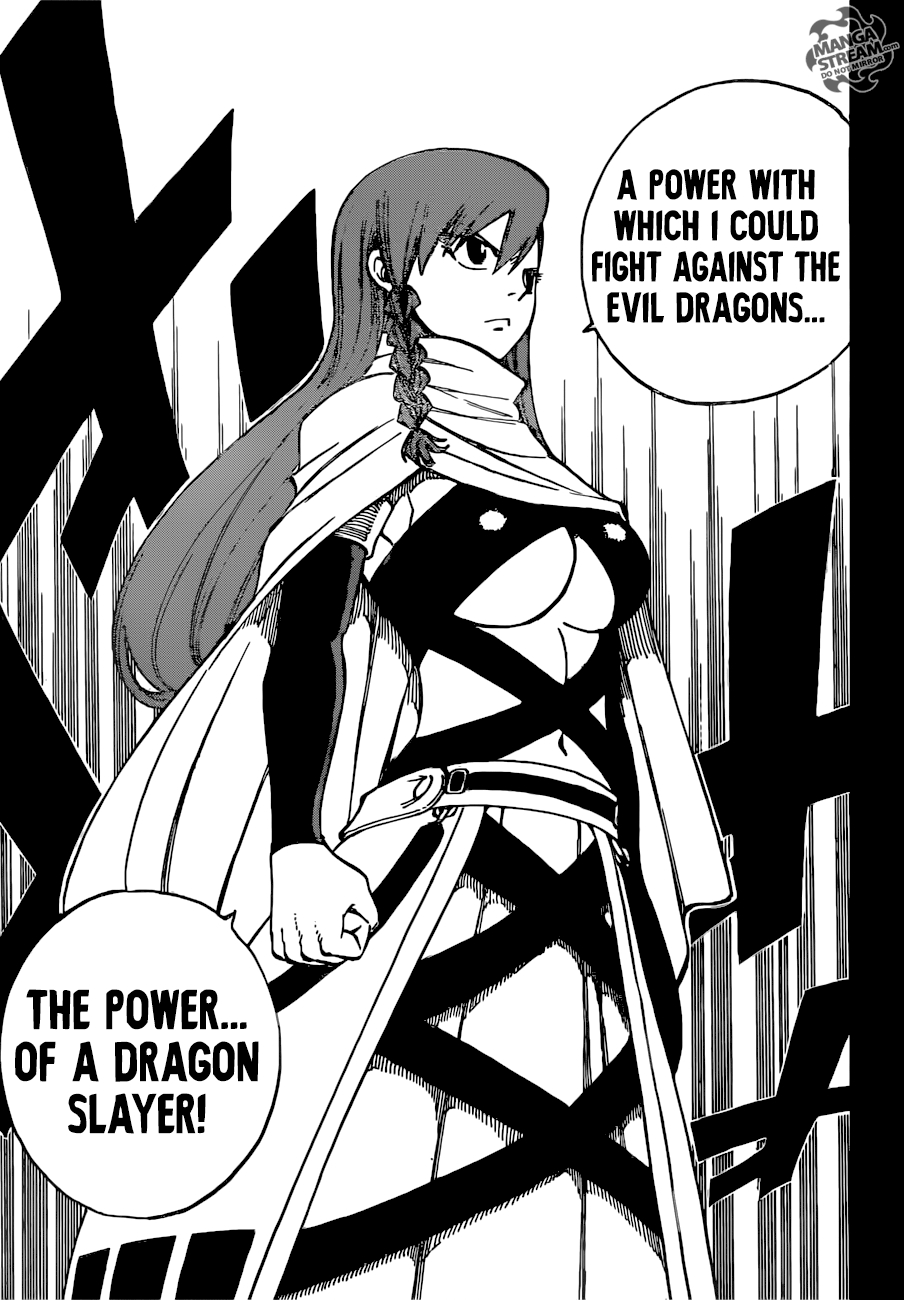 MANGA
STREAM.com
DO NOT MIRROR
A POWER WITH
WHICH I COULD
FIGHT AGAINST THE
EVIL DRAGONS...
THE POWER...
OF A DRAGON
SLAYER!